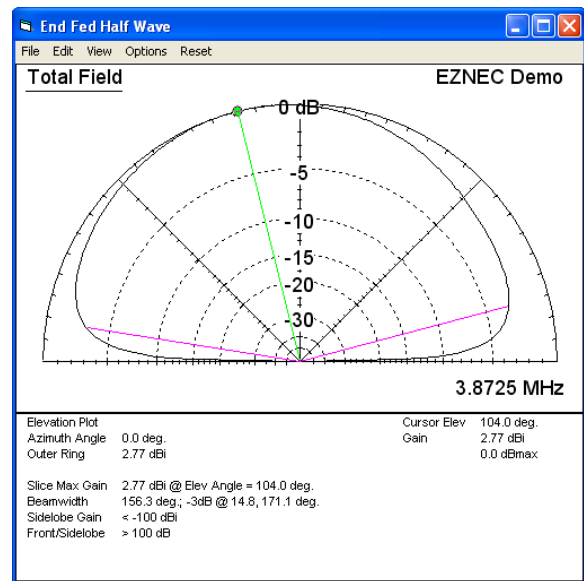 End Fed Half Wave
File Edit View Options Reset
Total Field EZNEC Demo
0 dB
-5
-10
-15
-20
-30
3.8725 MHz
Elevation Plot Cursor Elev 104.0 deg.
Azimuth Angle 0.0 deg. Gain 2.77 dBi
Outer Ring 2.77 dBi 0.0 dBmax
Slice Max Gain 2.77 dBi @ Elev Angle = 104.0 deg.
Beamwidth 156.3 deg.; -3dB @ 14.8, 171.1 deg.
Sidelobe Gain < -100 dBi
Front/Sidelobe > 100 dB